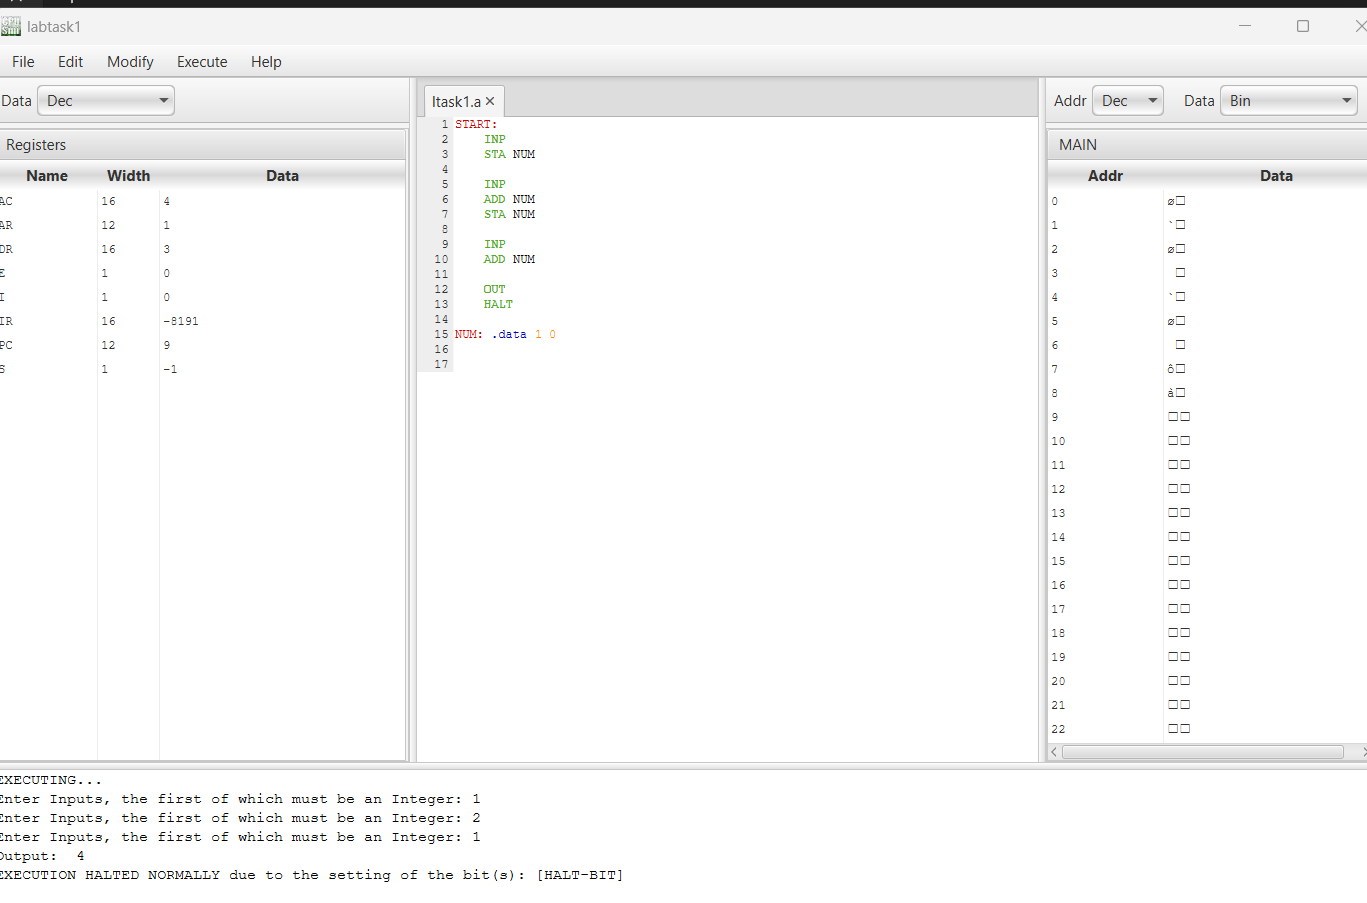 labtask1
File Edit Modify Execute Help
Data Dec
Registers
Name Width Data
AC 16 4
AR 12 1
DR 16 3
E 1 0
I 1 0
IR 16 -8191
PC 12 9
S 1 -1
ltask1.a ×
1 START:
2 INP
3 STA NUM
4
5 INP
6 ADD NUM
7 STA NUM
8
9 INP
10 ADD NUM
11
12 OUT
13 HALT
14
15 NUM: .data 1 0
16
17
Addr Dec Data Bin
MAIN
Addr Data
0 ø□
1 `□
2 ø□
3 □
4 `□
5 ø□
6 □
7 ô□
8 à□
9 □□
10 □□
11 □□
12 □□
13 □□
14 □□
15 □□
16 □□
17 □□
18 □□
19 □□
20 □□
21 □□
22 □□
EXECUTING...
Enter Inputs, the first of which must be an Integer: 1
Enter Inputs, the first of which must be an Integer: 2
Enter Inputs, the first of which must be an Integer: 1
Output: 4
EXECUTION HALTED NORMALLY due to the setting of the bit(s): [HALT-BIT]